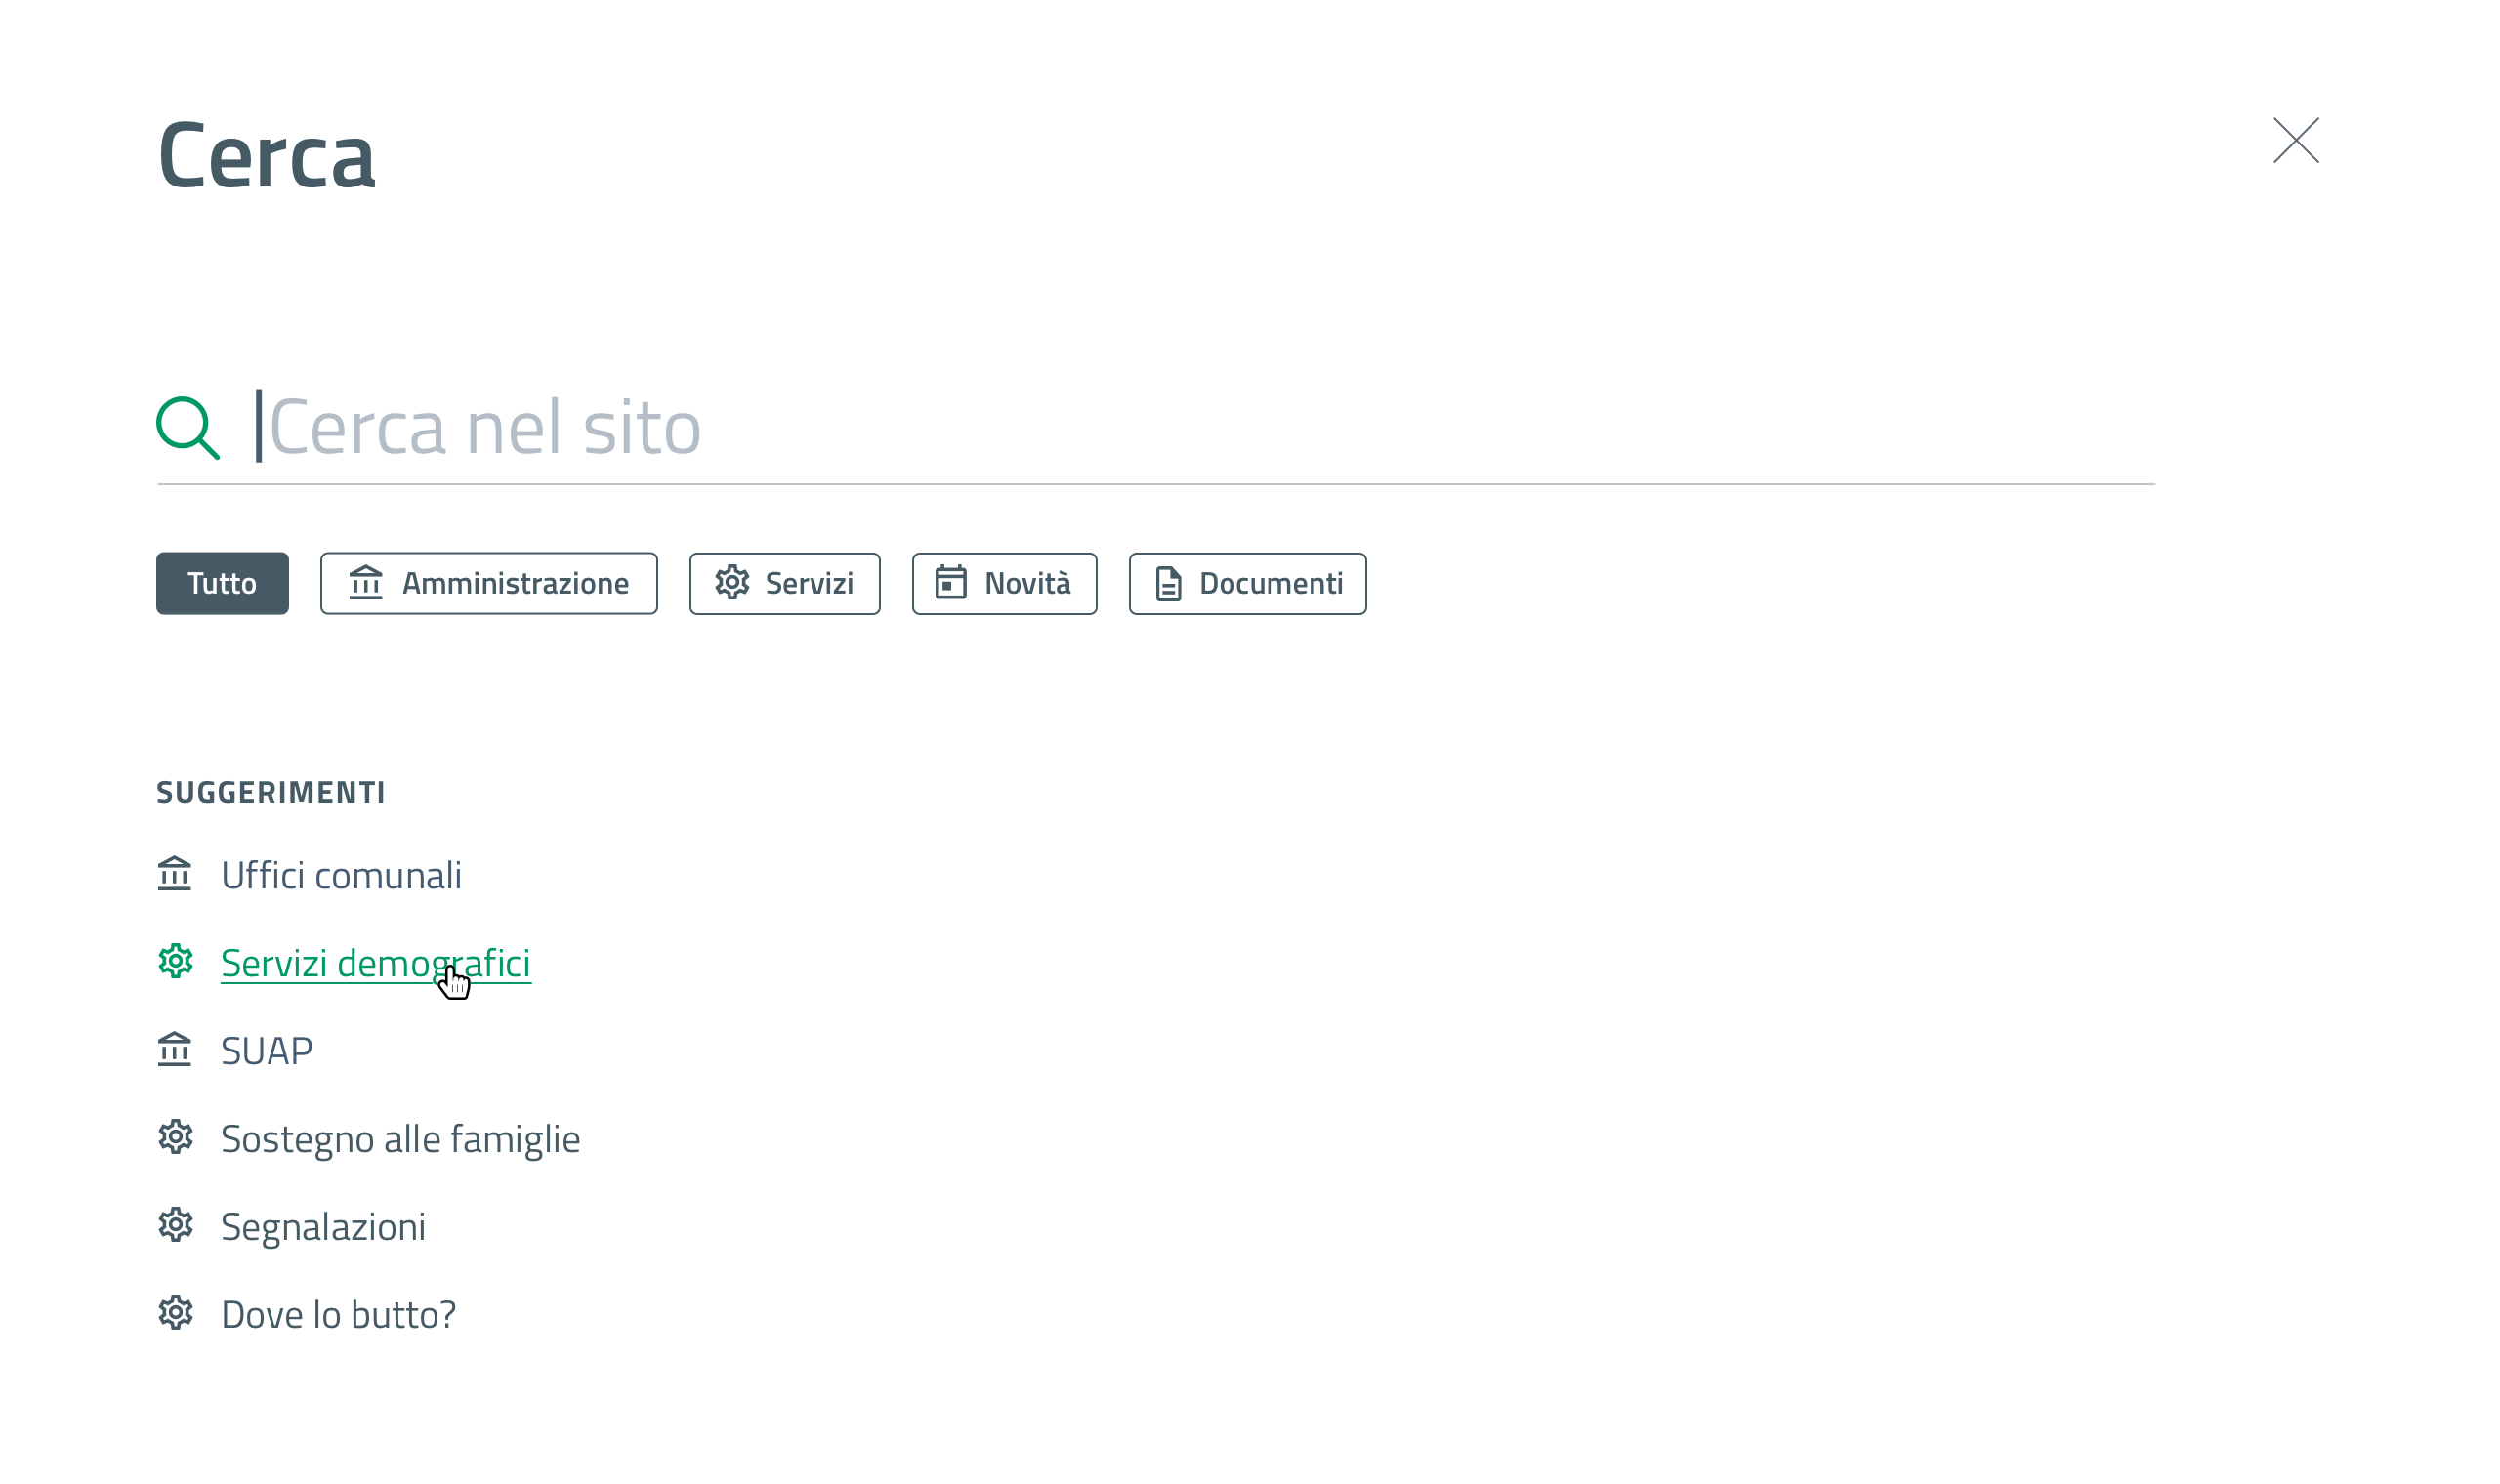 Cerca
Cerca nel sito
Tutto Amministrazione Servizi Novità Documenti
SUGGERIMENTI
Uffici comunali
Servizi demografici
SUAP
Sostegno alle famiglie
Segnalazioni
Dove lo butto?